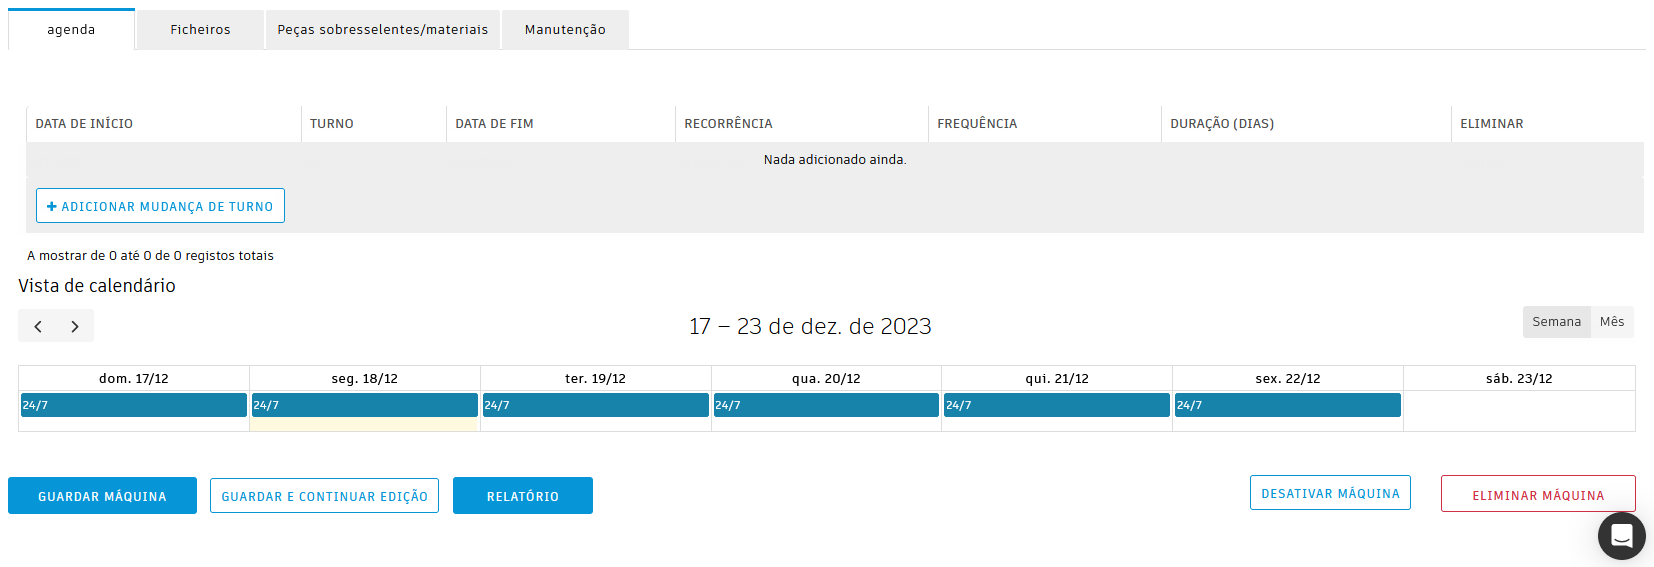 agenda Ficheiros Peças sobresselentes/materiais Manutenção
DATA DE INÍCIO TURNO DATA DE FIM RECORRÊNCIA FREQUÊNCIA DURAÇÃO (DIAS) ELIMINAR
Nada adicionado ainda.
+ ADICIONAR MUDANÇA DE TURNO
A mostrar de 0 até 0 de 0 registos totais
Vista de calendário
17 – 23 de dez. de 2023 Semana Mês
dom. 17/12 seg. 18/12 ter. 19/12 qua. 20/12 qui. 21/12 sex. 22/12 sáb. 23/12
24/7 24/7 24/7 24/7 24/7 24/7
GUARDAR MÁQUINA GUARDAR E CONTINUAR EDIÇÃO RELATÓRIO DESATIVAR MÁQUINA ELIMINAR MÁQUINA